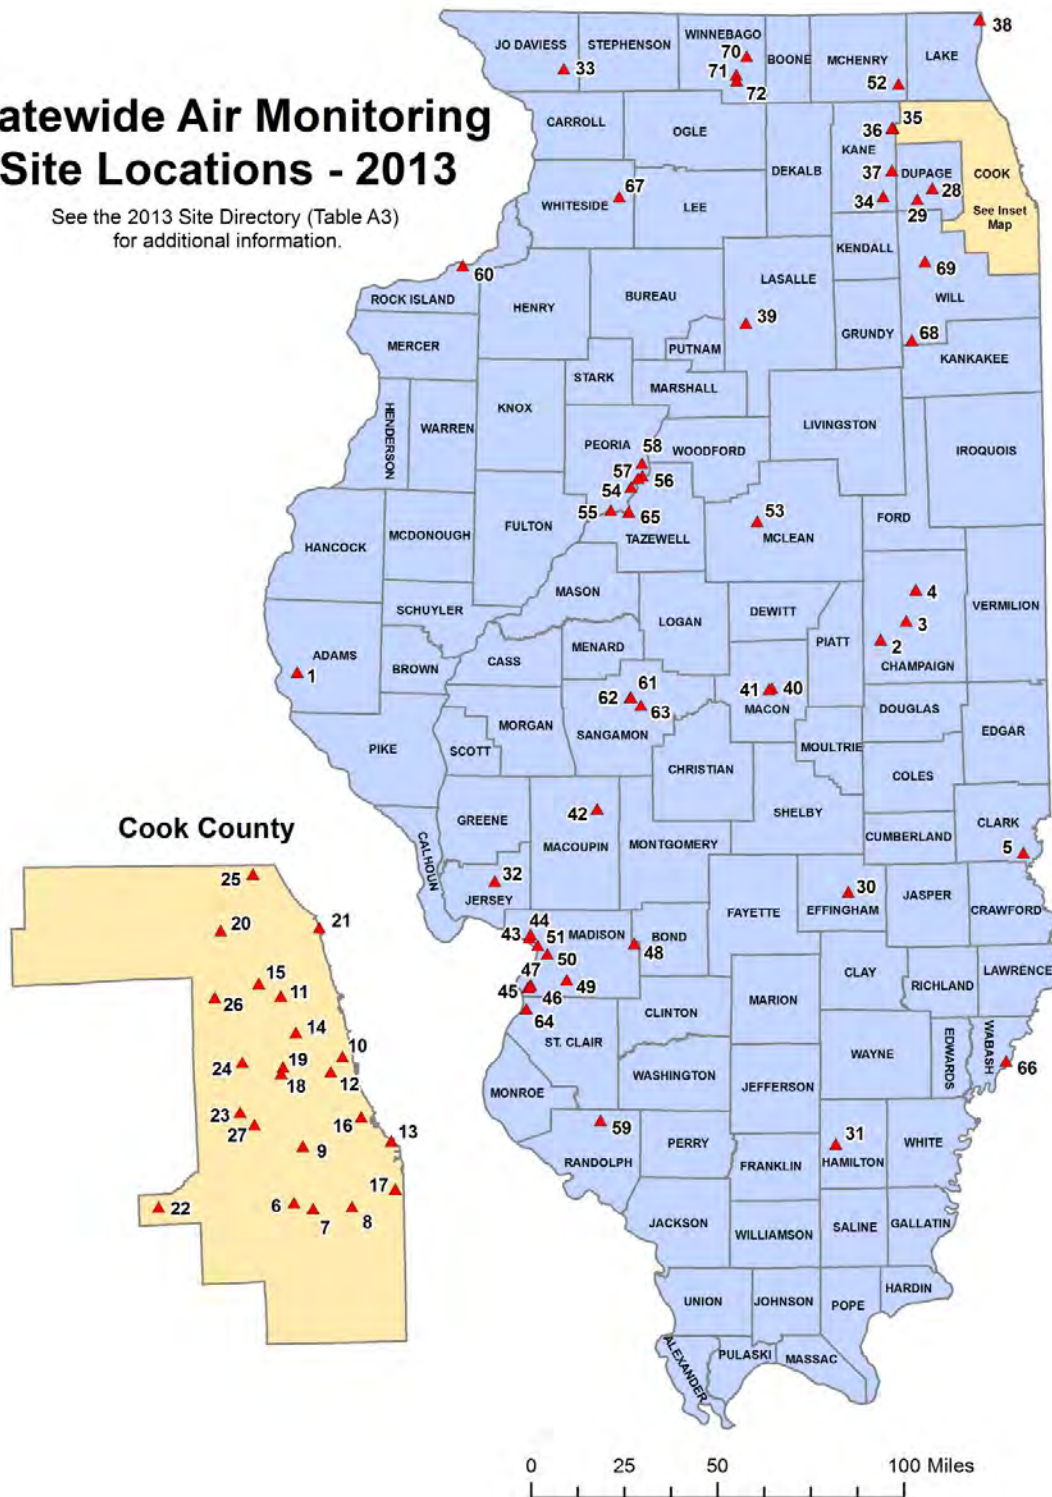 atewide Air Monitoring
Site Locations - 2013
See the 2013 Site Directory (Table A3)
for additional information.
JO DAVIESS
STEPHENSON
WINNEBAGO
BOONE
MCHENRY
LAKE
38
33
70
71
72
52
CARROLL
OGLE
DEKALB
KANE
36
35
DUPAGE
COOK
See Inset
Map
37
34
28
29
WHITESIDE
67
LEE
KENDALL
69
WILL
60
ROCK ISLAND
HENRY
BUREAU
LASALLE
39
GRUNDY
68
KANKAKEE
MERCER
PUTNAM
STARK
MARSHALL
HENDERSON
WARREN
KNOX
PEORIA
58
57
56
54
55
65
WOODFORD
LIVINGSTON
IROQUOIS
FORD
HANCOCK
MCDONOUGH
FULTON
TAZEWELL
53
MCLEAN
MASON
4
3
2
CHAMPAIGN
VERMILION
SCHUYLER
LOGAN
DEWITT
PIATT
ADAMS
1
BROWN
CASS
MENARD
61
62
63
SANGAMON
41
40
MACON
DOUGLAS
EDGAR
MORGAN
PIKE
SCOTT
CHRISTIAN
MOULTRIE
COLES
SHELBY
GREENE
42
MACOUPIN
MONTGOMERY
CUMBERLAND
CLARK
5
CALHOUN
32
JERSEY
FAYETTE
30
EFFINGHAM
JASPER
CRAWFORD
44
43
51
MADISON
50
48
BOND
47
45
46
49
64
CLAY
RICHLAND
LAWRENCE
MARION
CLINTON
ST. CLAIR
WAYNE
EDWARDS
WABASH
66
WASHINGTON
JEFFERSON
MONROE
59
RANDOLPH
PERRY
FRANKLIN
31
HAMILTON
WHITE
JACKSON
WILLIAMSON
SALINE
GALLATIN
UNION
JOHNSON
POPE
HARDIN
ALEXANDER
PULASKI
MASSAC
Cook County
25
20
21
15
11
26
14
10
24
19
18
12
23
27
16
13
9
17
22
6
7
8
0 25 50 100 Miles